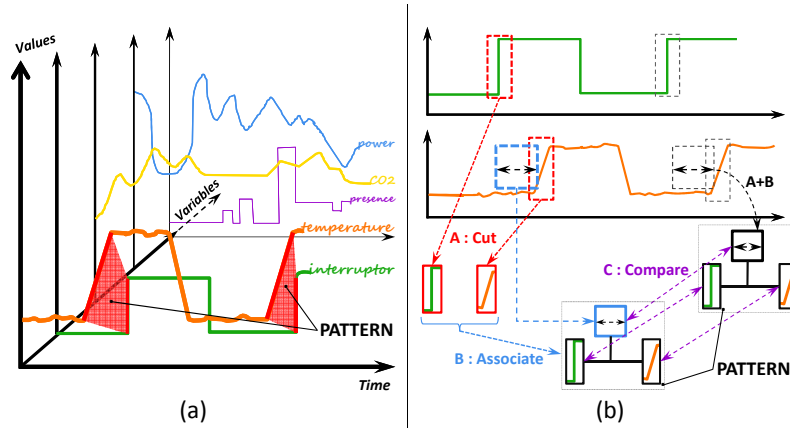 Values
power
CO2
Variables
presence
temperature
interruptor
PATTERN
Time
(a)
A+B
A : Cut
C : Compare
B : Associate
PATTERN
(b)